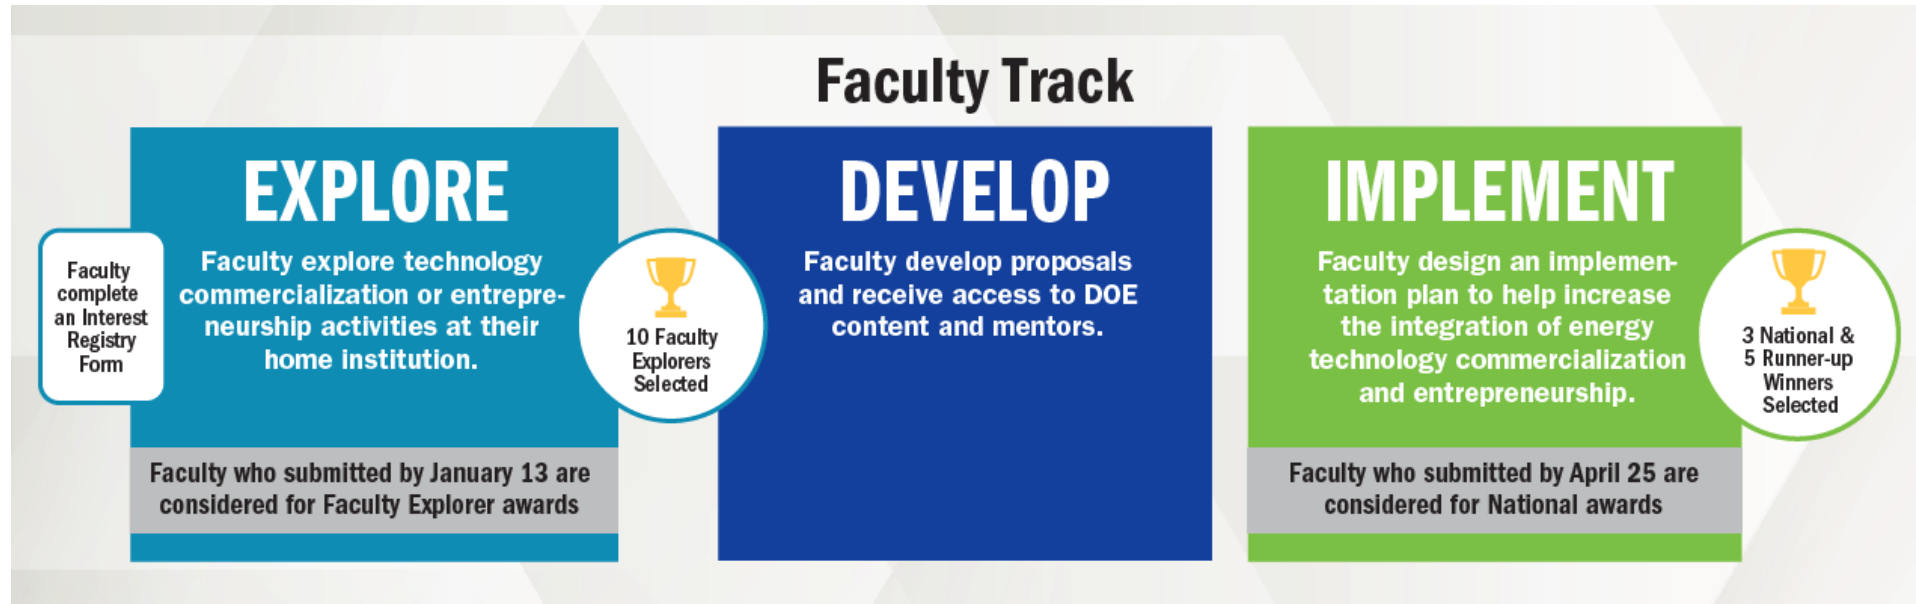 Faculty Track
Faculty
complete
an Interest
Registry
Form
EXPLORE
Faculty explore technology
commercialization or entrepre-
neurship activities at their
home institution.
Faculty who submitted by January 13 are
considered for Faculty Explorer awards
10 Faculty
Explorers
Selected
DEVELOP
Faculty develop proposals
and receive access to DOE
content and mentors.
IMPLEMENT
Faculty design an implemen-
tation plan to help increase
the integration of energy
technology commercialization
and entrepreneurship.
Faculty who submitted by April 25 are
considered for National awards
3 National &
5 Runner-up
Winners
Selected